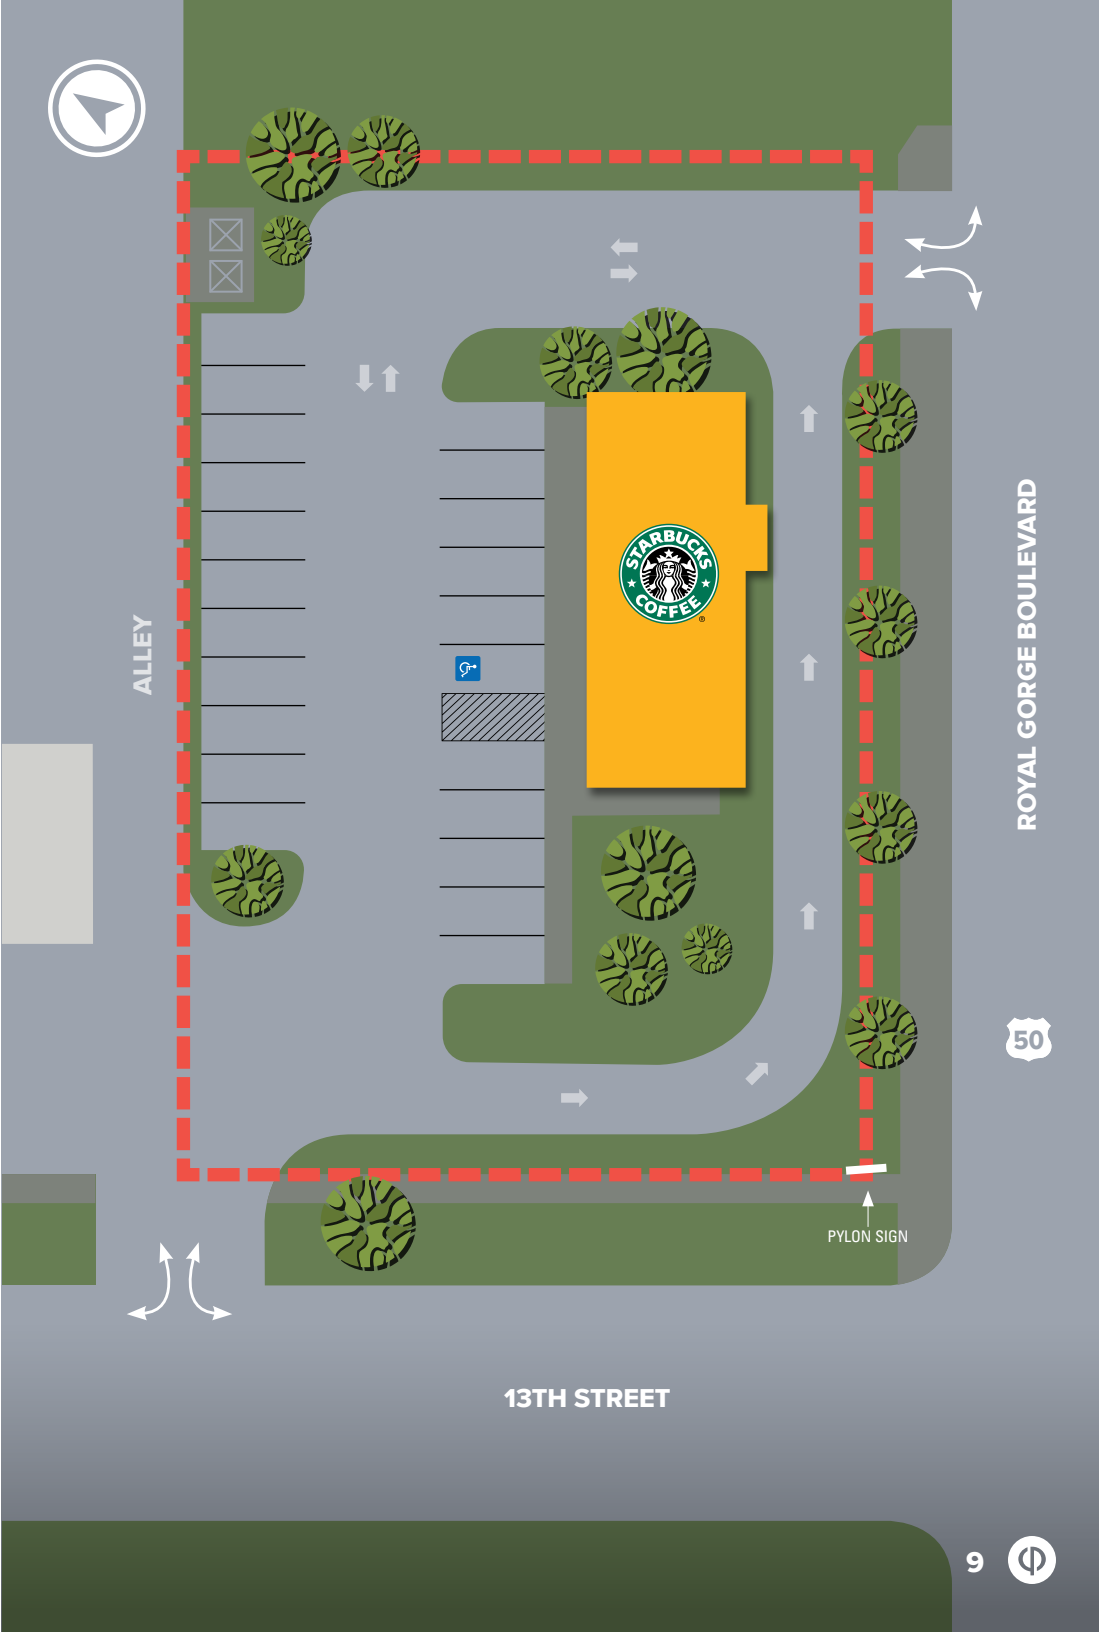 STARBUCKS
COFFEE
®
ALLEY
ROYAL GORGE BOULEVARD
50
PYLON SIGN
13TH STREET
9